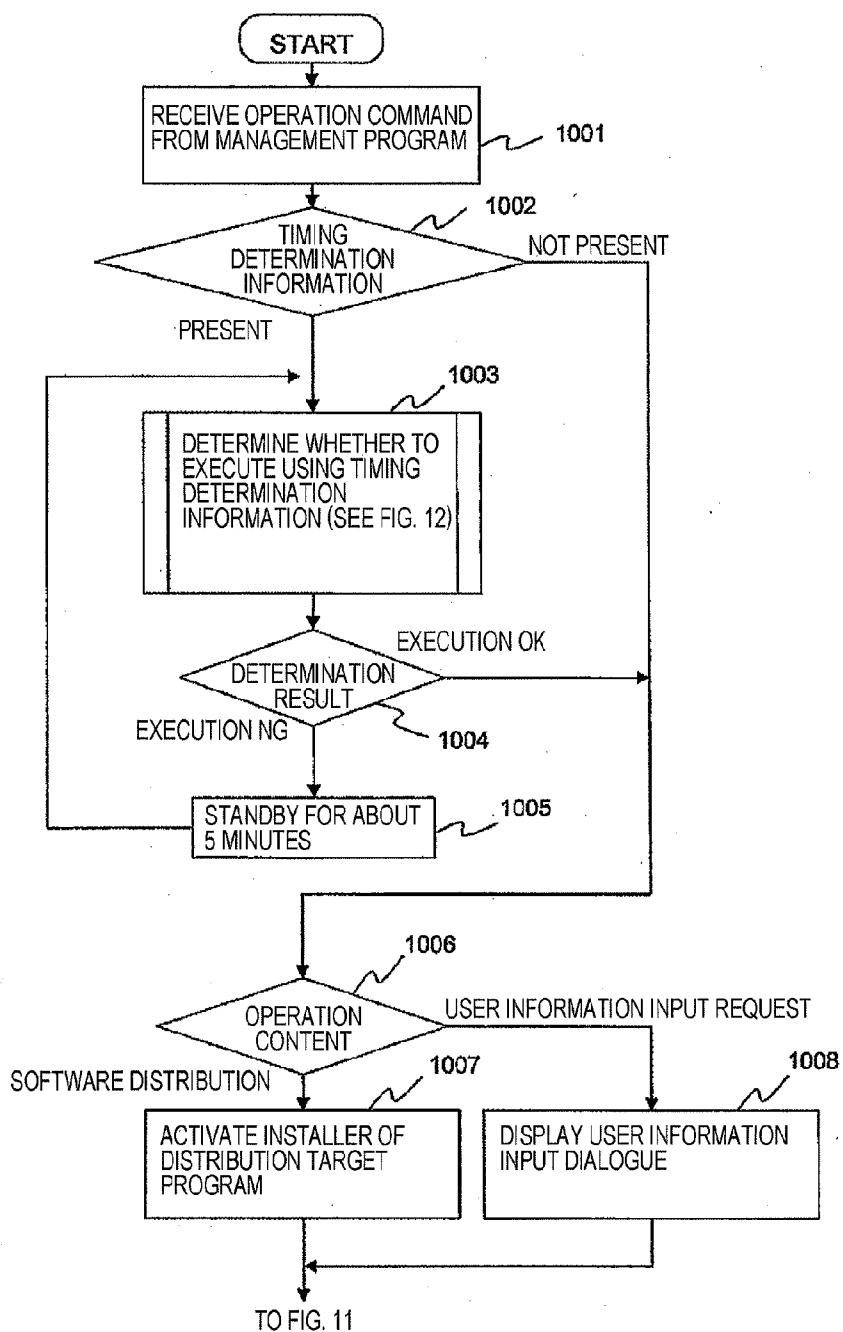 START
RECEIVE OPERATION COMMAND
FROM MANAGEMENT PROGRAM
1001
1002
TIMING
DETERMINATION
INFORMATION
NOT PRESENT
PRESENT
1003
DETERMINE WHETHER TO
EXECUTE USING TIMING
DETERMINATION
INFORMATION (SEE FIG. 12)
EXECUTION OK
DETERMINATION
RESULT
EXECUTION NG
1004
STANDBY FOR ABOUT
5 MINUTES
1005
1006
OPERATION
CONTENT
USER INFORMATION INPUT REQUEST
SOFTWARE DISTRIBUTION
1007
1008
ACTIVATE INSTALLER OF
DISTRIBUTION TARGET
PROGRAM
DISPLAY USER INFORMATION
INPUT DIALOGUE
TO FIG. 11